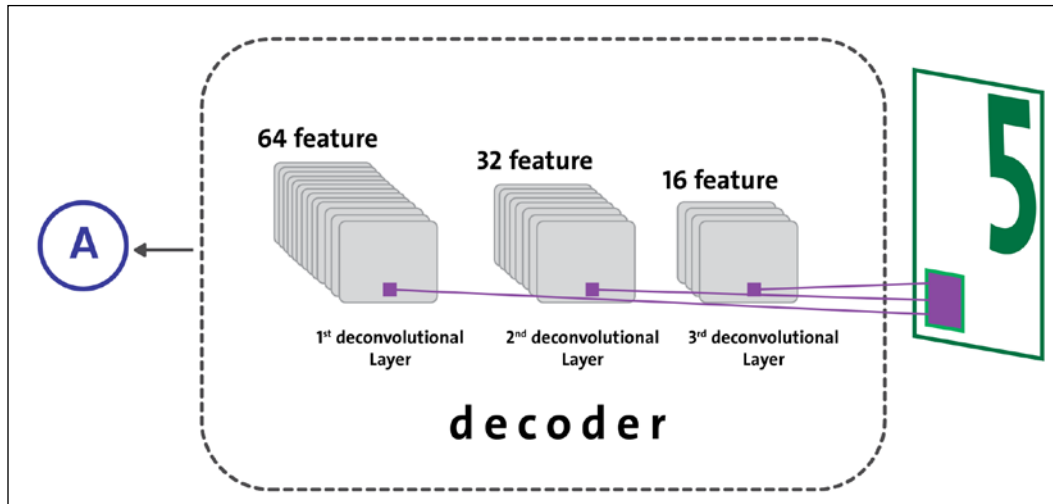 64 feature
32 feature
16 feature
5
A
1st deconvolutional
Layer
2nd deconvolutional
Layer
3rd deconvolutional
Layer
decoder